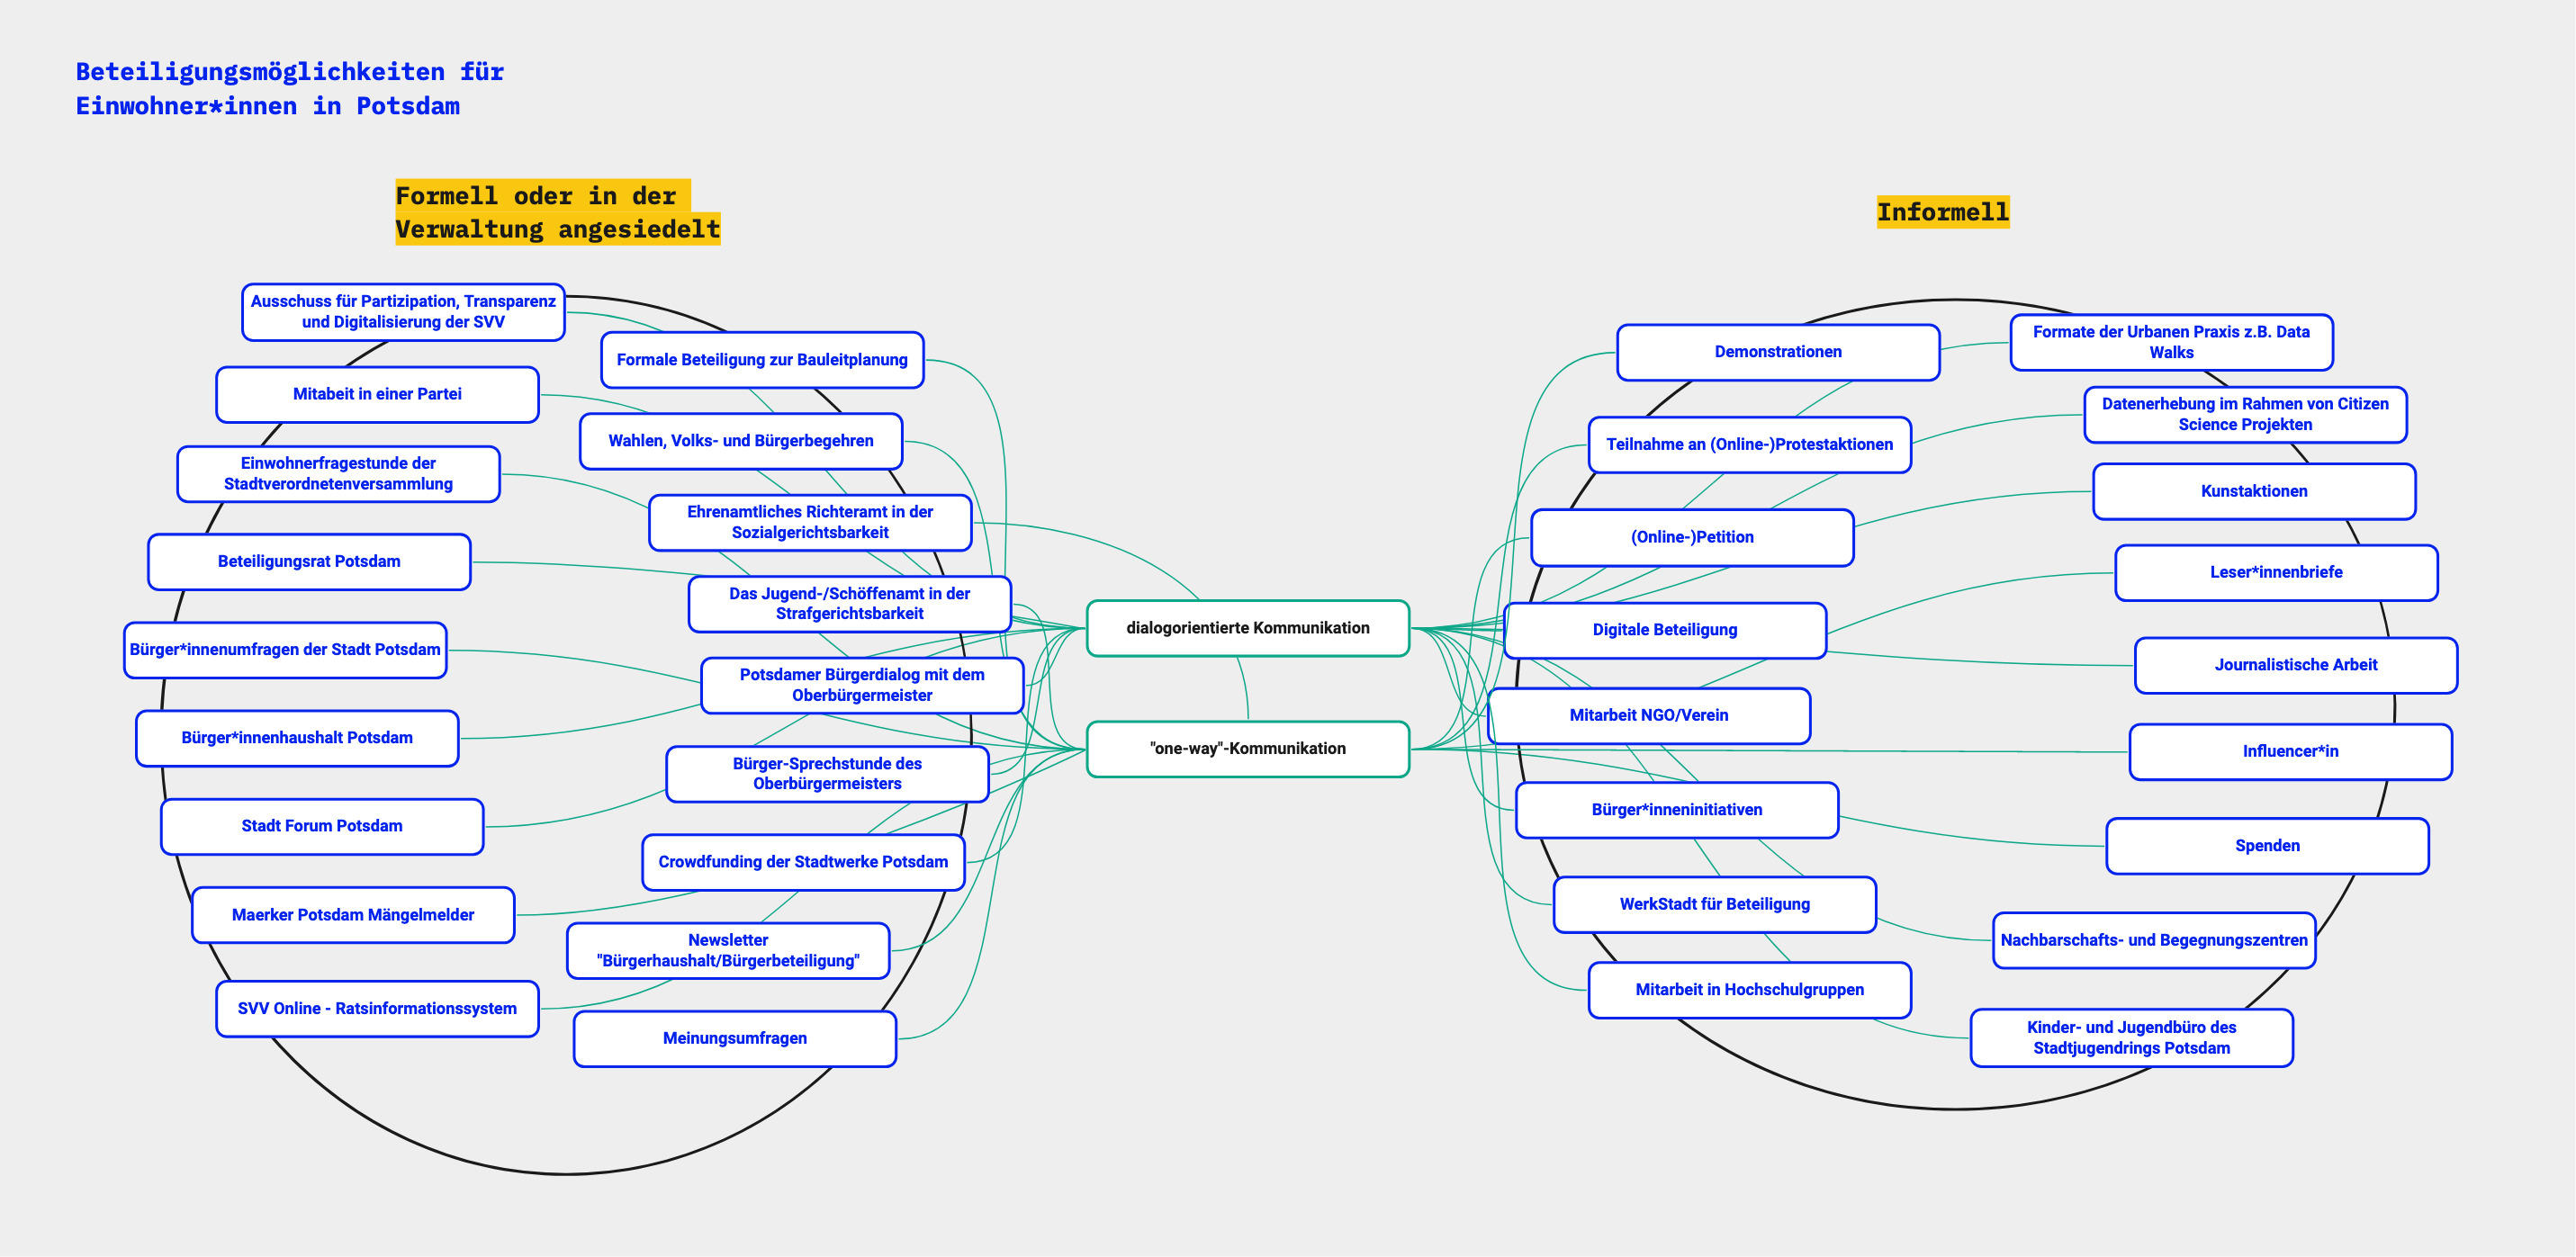 Beteiligungsmöglichkeiten für
Einwohner*innen in Potsdam
Formell oder in der
Verwaltung angesiedelt
Ausschuss für Partizipation, Transparenz
und Digitalisierung der SVV
Mitabeit in einer Partei
Einwohnerfragestunde der
Stadtverordnetenversammlung
Beteiligungsrat Potsdam
Bürger*innenumfragen der Stadt Potsdam
Bürger*innenhaushalt Potsdam
Stadt Forum Potsdam
Maerker Potsdam Mängelmelder
SVV Online - Ratsinformationssystem
Formale Beteiligung zur Bauleitplanung
Wahlen, Volks- und Bürgerbegehren
Ehrenamtliches Richteramt in der
Sozialgerichtsbarkeit
Das Jugend-/Schöffenamt in der
Strafgerichtsbarkeit
Potsdamer Bürgerdialog mit dem
Oberbürgermeister
Bürger-Sprechstunde des
Oberbürgermeisters
Crowdfunding der Stadtwerke Potsdam
Newsletter
"Bürgerhaushalt/Bürgerbeteiligung"
Meinungsumfragen
dialogorientierte Kommunikation
"one-way"-Kommunikation
Informell
Demonstrationen
Teilnahme an (Online-)Protestaktionen
(Online-)Petition
Digitale Beteiligung
Mitarbeit NGO/Verein
Bürger*inneninitiativen
WerkStadt für Beteiligung
Mitarbeit in Hochschulgruppen
Formate der Urbanen Praxis z.B. Data
Walks
Datenerhebung im Rahmen von Citizen
Science Projekten
Kunstaktionen
Leser*innenbriefe
Journalistische Arbeit
Influencer*in
Spenden
Nachbarschafts- und Begegnungszentren
Kinder- und Jugendbüro des
Stadtjugendrings Potsdam